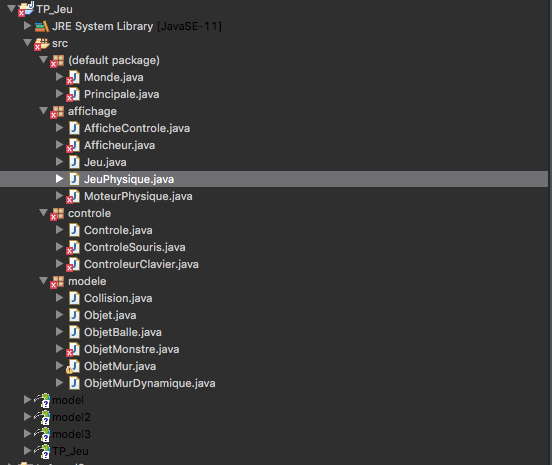 TP_Jeu
JRE System Library [JavaSE-11]
src
(default package)
Monde.java
Principale.java
affichage
AfficheControle.java
Afficheur.java
Jeu.java
JeuPhysique.java
MoteurPhysique.java
controle
Controle.java
ControleSouris.java
ControleurClavier.java
modele
Collision.java
Objet.java
ObjetBalle.java
ObjetMonstre.java
ObjetMur.java
ObjetMurDynamique.java
model
model2
model3
TP_Jeu